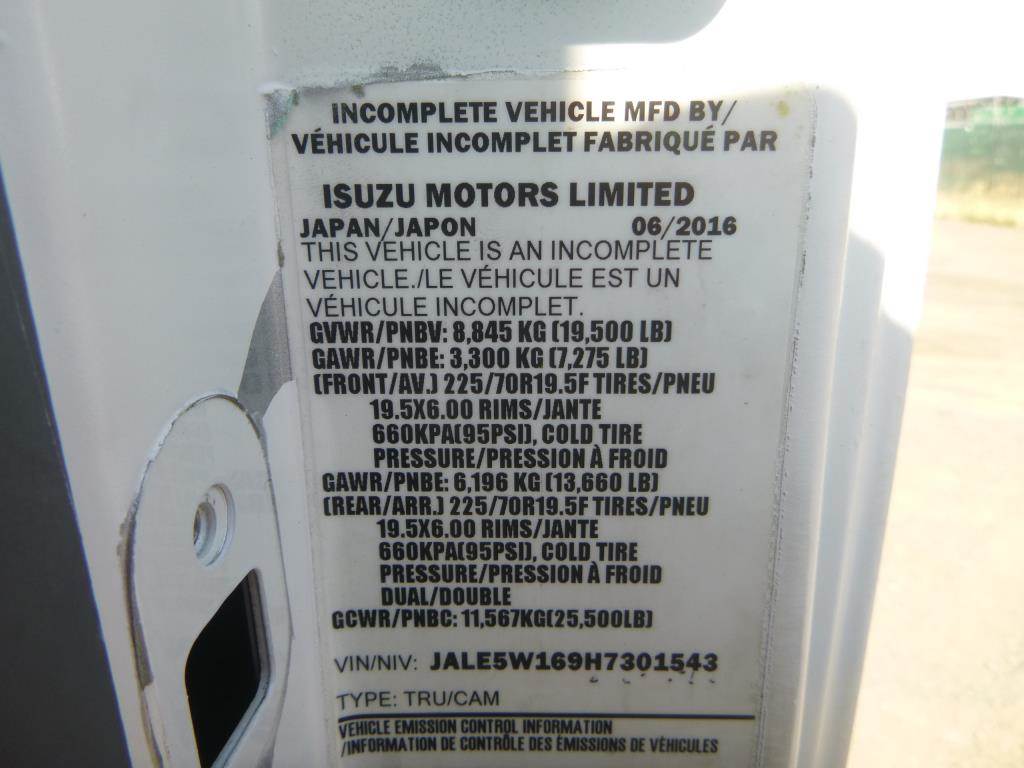 INCOMPLETE VEHICLE MFD BY/
VÉHICULE INCOMPLET FABRIQUÉ PAR
ISUZU MOTORS LIMITED
JAPAN/JAPON 06/2016
THIS VEHICLE IS AN INCOMPLETE
VEHICLE./LE VÉHICULE EST UN
VÉHICULE INCOMPLET.
GVWR/PNBV: 8,845 KG (19,500 LB)
GAWR/PNBE: 3,300 KG (7,275 LB)
(FRONT/AV.) 225/70R19.5F TIRES/PNEU
19.5X6.00 RIMS/JANTE
660KPA(95PSI), COLD TIRE
PRESSURE/PRESSION À FROID
GAWR/PNBE: 6,196 KG (13,660 LB)
(REAR/ARR.) 225/70R19.5F TIRES/PNEU
19.5X6.00 RIMS/JANTE
660KPA(95PSI), COLD TIRE
PRESSURE/PRESSION À FROID
DUAL/DOUBLE
GCWR/PNBC: 11,567KG(25,500LB)
VIN/NIV: JALE5W169H7301543
TYPE: TRU/CAM
VEHICLE EMISSION CONTROL INFORMATION
/INFORMATION DE CONTRÔLE DES ÉMISSIONS DE VÉHICULES